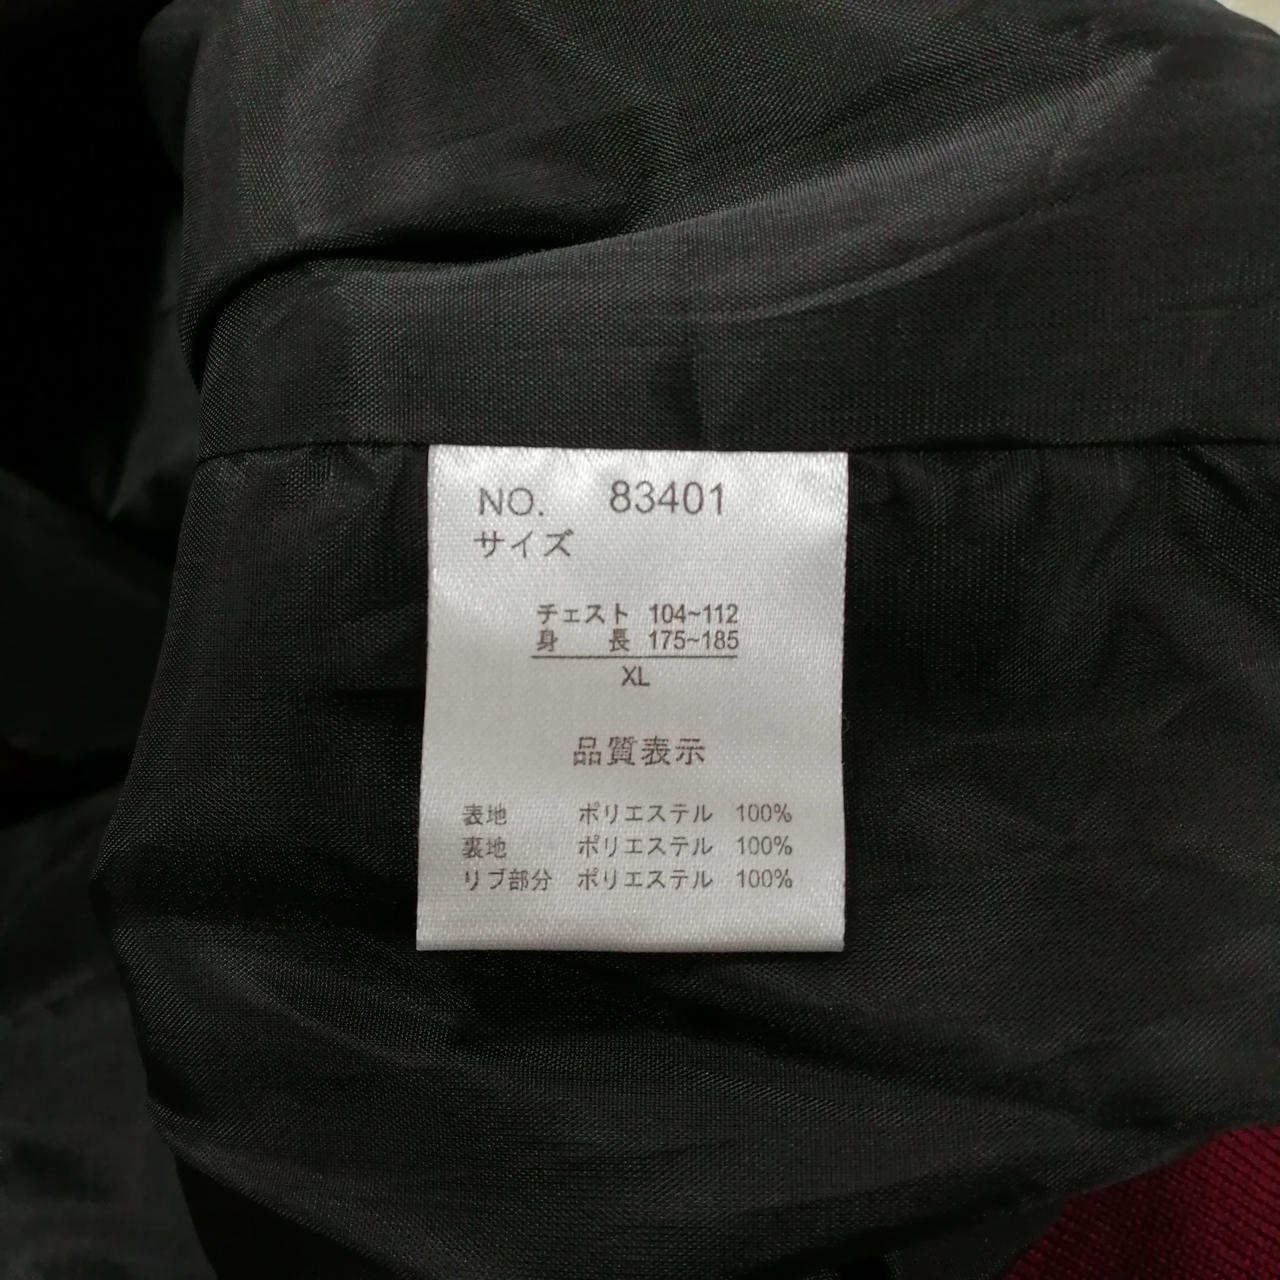 NO. 83401
サイズ
チェスト 104~112
身長 175~185
XL
品質表示
表地 ポリエステル 100%
裏地 ポリエステル 100%
リブ部分 ポリエステル 100%